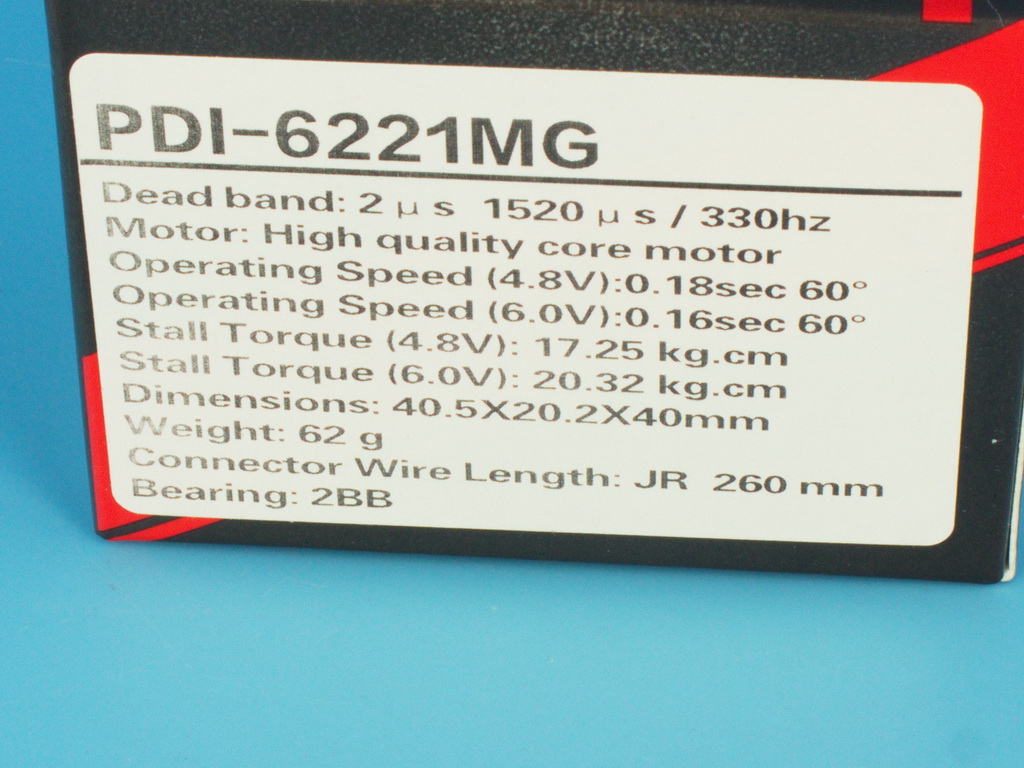 PDI-6221MG
Dead band: 2 μ s 1520 μ s / 330hz
Motor: High quality core motor
Operating Speed (4.8V):0.18sec 60°
Operating Speed (6.0V):0.16sec 60°
Stall Torque (4.8V): 17.25 kg.cm
Stall Torque (6.0V): 20.32 kg.cm
Dimensions: 40.5X20.2X40mm
Weight: 62 g
Connector Wire Length: JR 260 mm
Bearing: 2BB